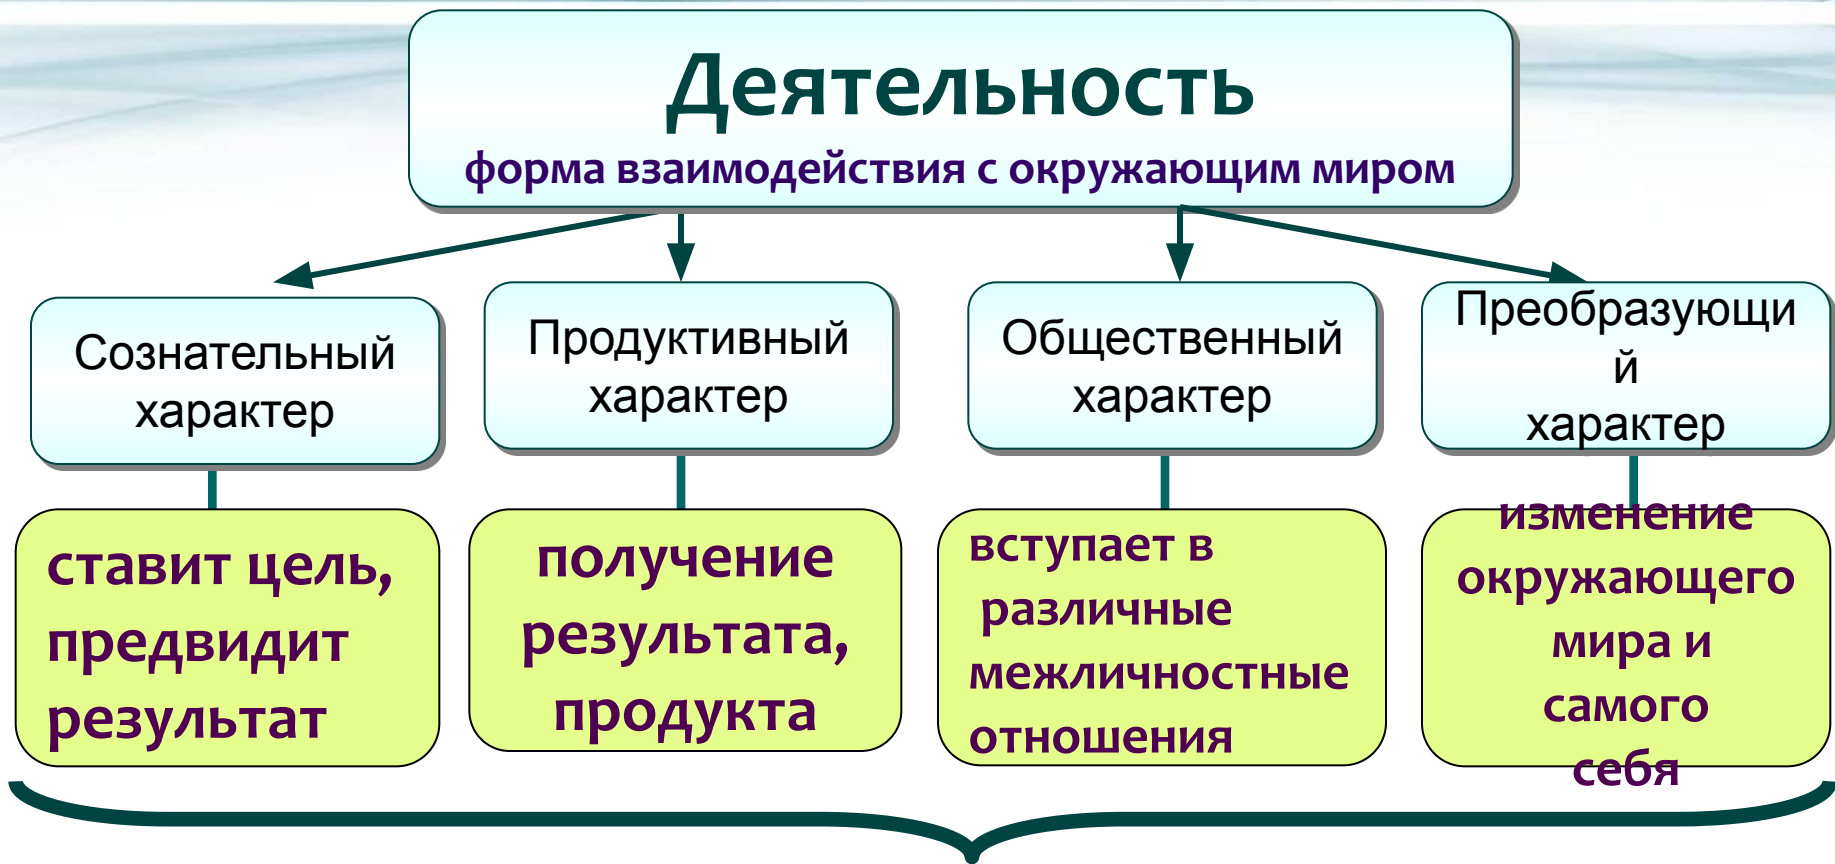 Деятельность
форма взаимодействия с окружающим миром
Сознательный
характер
Продуктивный
характер
Общественный
характер
Преобразующи
й
характер
ставит цель,
предвидит
результат
получение
результата,
продукта
вступает в
различные
межличностные
отношения
изменение
окружающего
мира и
самого
себя